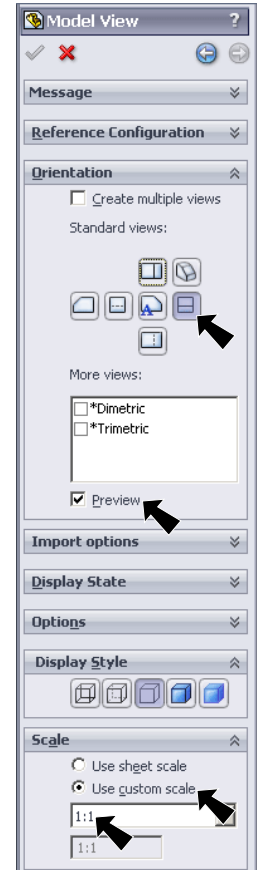 Model View ?
Message
Reference Configuration
Orientation
Create multiple views
Standard views:
A
More views:
*Dimetric
*Trimetric
Preview
Import options
Display State
Options
Display Style
Scale
Use sheet scale
Use custom scale
1:1
1:1